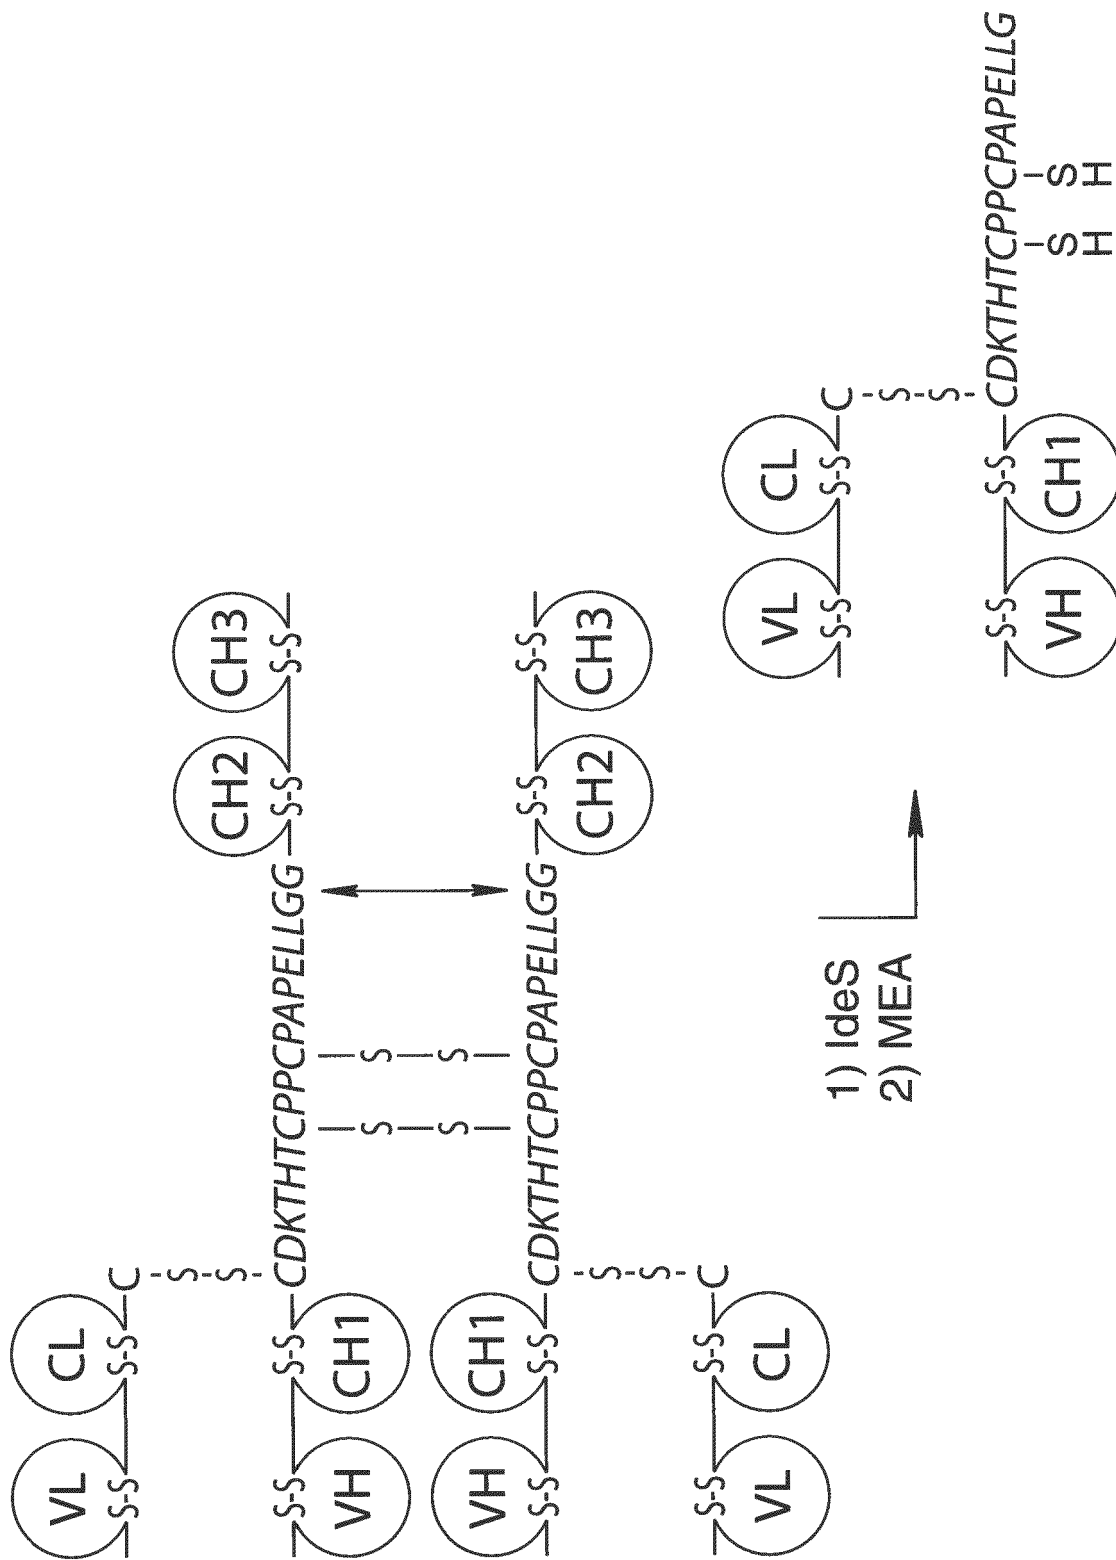 VL CL
S-S S-S C
S
S
CH2 CH3
S-S S-S CDKTHTCPPCPAPELLGG S-S S-S
VH CH1
S S
S S
VH CH1
S-S S-S CDKTHTCPPCPAPELLGG S-S S-S
CH2 CH3
S
S
S-S S-S C
VL CL
1) IdeS
2) MEA
VL CL
S-S S-S C
S
S
S-S S-S CDKTHTCPPCPAPELLG
VH CH1
S S
H H